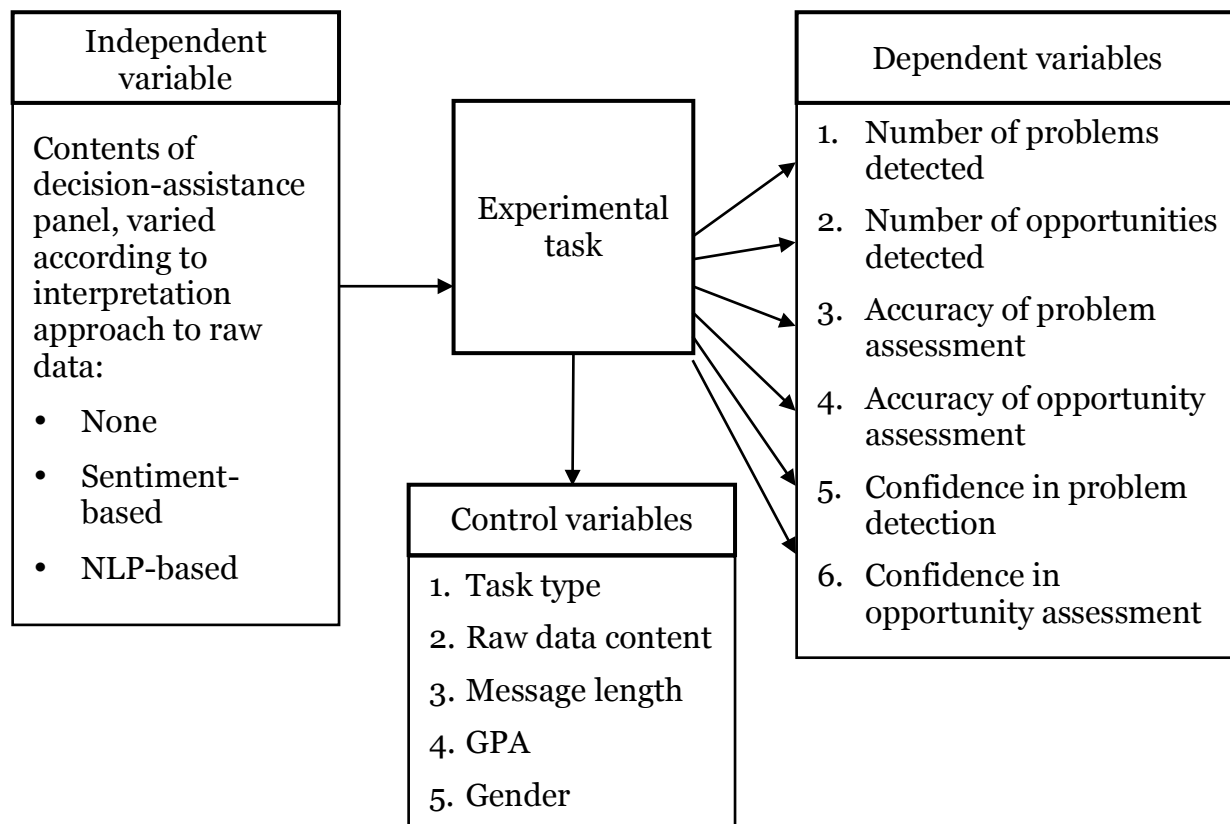 Independent
variable
Contents of
decision-assistance
panel, varied
according to
interpretation
approach to raw
data:
• None
• Sentiment-
based
• NLP-based
Experimental
task
Control variables
1. Task type
2. Raw data content
3. Message length
4. GPA
5. Gender
Dependent variables
1. Number of problems
detected
2. Number of opportunities
detected
3. Accuracy of problem
assessment
4. Accuracy of opportunity
assessment
5. Confidence in problem
detection
6. Confidence in
opportunity assessment